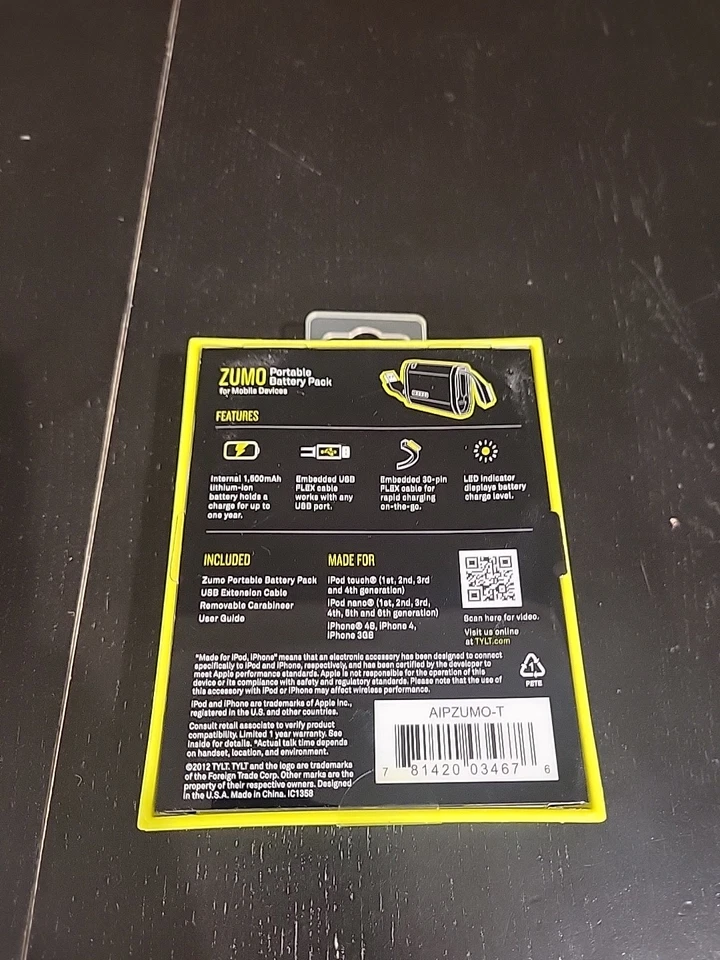 ZUMO Portable
Battery Pack
for Mobile Devices
FEATURES
Internal 1,500mAh
lithium-ion
battery holds a
charge for up to
one year.
Embedded USB
FLEX cable
works with any
USB port.
Embedded 30-pin
FLEX cable for
rapid charging
on-the-go.
LED indicator
displays battery
charge level.
INCLUDED
Zumo Portable Battery Pack
USB Extension Cable
Removable Carabineer
User Guide
MADE FOR
iPod touch® (1st, 2nd, 3rd
and 4th generation)
iPod nano® (1st, 2nd, 3rd,
4th, 5th and 6th generation)
iPhone® 4S, iPhone 4,
iPhone 3GS
Scan here for video.
Visit us online
at TYLT.com
"Made for iPod, iPhone" means that an electronic accessory has been designed to connect
specifically to iPod and iPhone, respectively, and has been certified by the developer to
meet Apple performance standards. Apple is not responsible for the operation of this
device or its compliance with safety and regulatory standards. Please note that the use of
this accessory with iPod or iPhone may affect wireless performance.
iPod and iPhone are trademarks of Apple Inc.,
registered in the U.S. and other countries.
Consult retail associate to verify product
compatibility. Limited 1 year warranty. See
inside for details. *Actual talk time depends
on handset, location, and environment.
©2012 TYLT. TYLT and the logo are trademarks
of the Foreign Trade Corp. Other marks are the
property of their respective owners. Designed
in the U.S.A. Made in China. IC1358
1
PETE
AIPZUMO-T
7 81420 03467 6